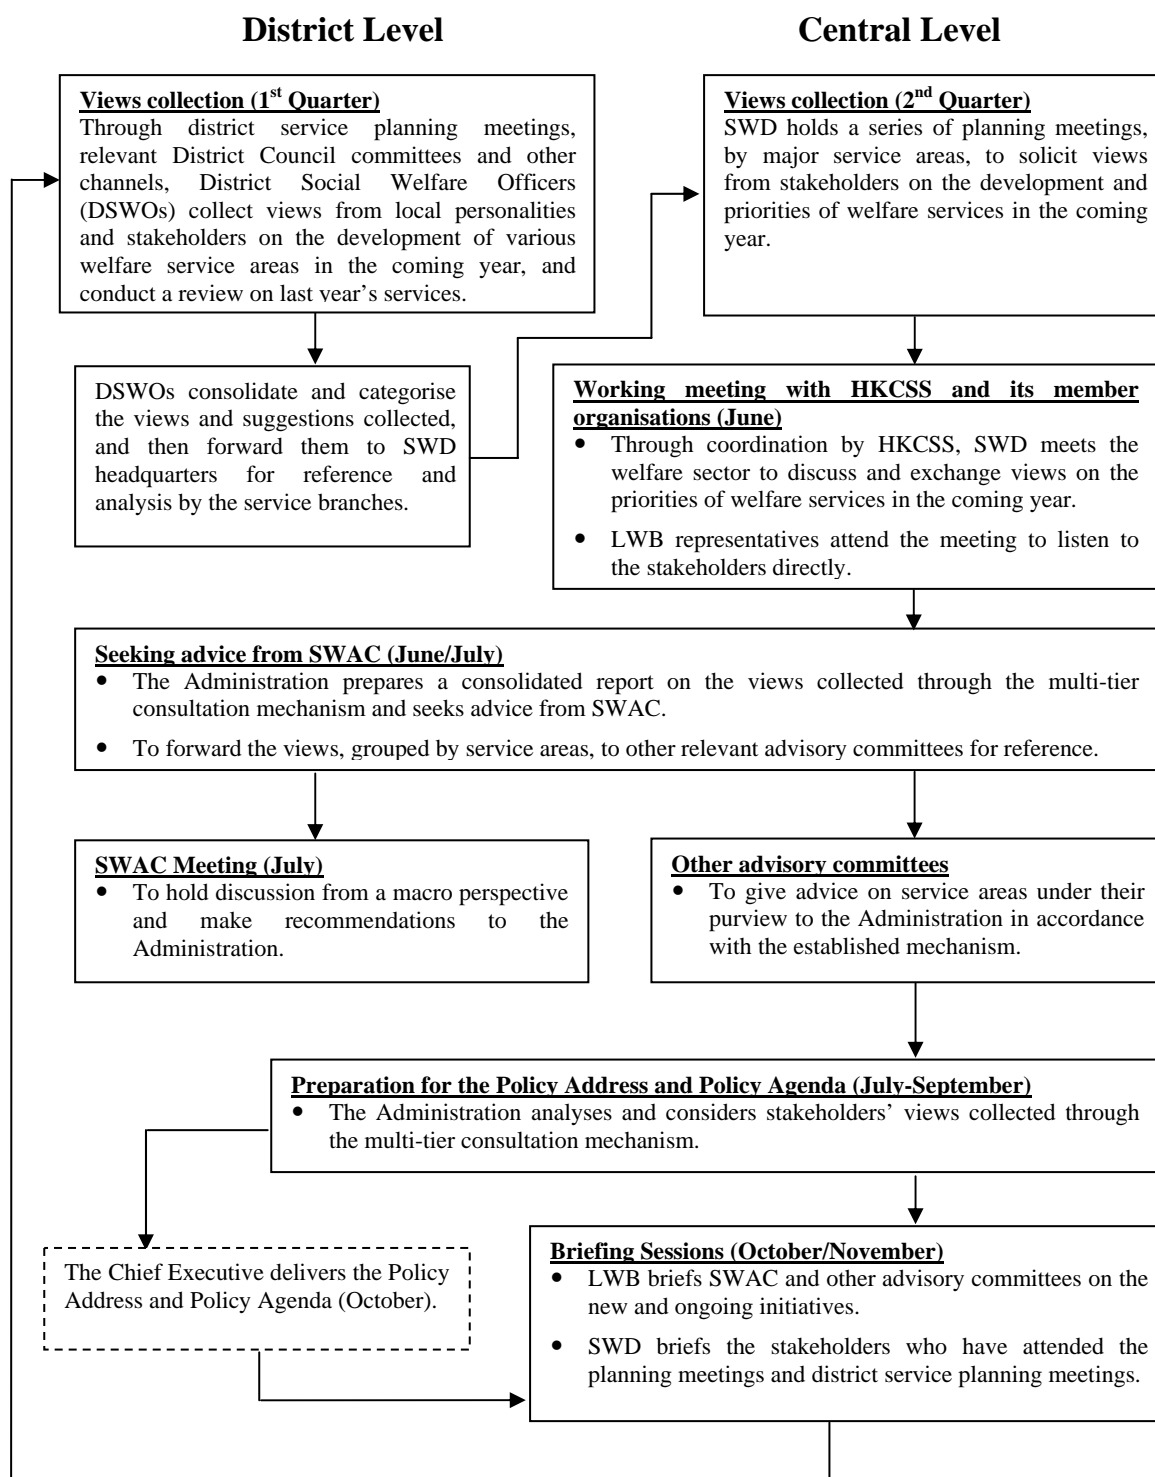 District Level
Central Level
Views collection (1st Quarter)
Through district service planning meetings,
relevant District Council committees and other
channels, District Social Welfare Officers
(DSWOs) collect views from local personalities
and stakeholders on the development of various
welfare service areas in the coming year, and
conduct a review on last year’s services.
Views collection (2nd Quarter)
SWD holds a series of planning meetings,
by major service areas, to solicit views
from stakeholders on the development and
priorities of welfare services in the coming
year.
DSWOs consolidate and categorise
the views and suggestions collected,
and then forward them to SWD
headquarters for reference and
analysis by the service branches.
Working meeting with HKCSS and its member
organisations (June)
• Through coordination by HKCSS, SWD meets the
welfare sector to discuss and exchange views on the
priorities of welfare services in the coming year.
• LWB representatives attend the meeting to listen to
the stakeholders directly.
Seeking advice from SWAC (June/July)
• The Administration prepares a consolidated report on the views collected through the multi-tier
consultation mechanism and seeks advice from SWAC.
• To forward the views, grouped by service areas, to other relevant advisory committees for reference.
SWAC Meeting (July)
• To hold discussion from a macro perspective
and make recommendations to the
Administration.
Other advisory committees
• To give advice on service areas under their
purview to the Administration in accordance
with the established mechanism.
Preparation for the Policy Address and Policy Agenda (July-September)
• The Administration analyses and considers stakeholders’ views collected through
the multi-tier consultation mechanism.
The Chief Executive delivers the Policy
Address and Policy Agenda (October).
Briefing Sessions (October/November)
• LWB briefs SWAC and other advisory committees on the
new and ongoing initiatives.
• SWD briefs the stakeholders who have attended the
planning meetings and district service planning meetings.